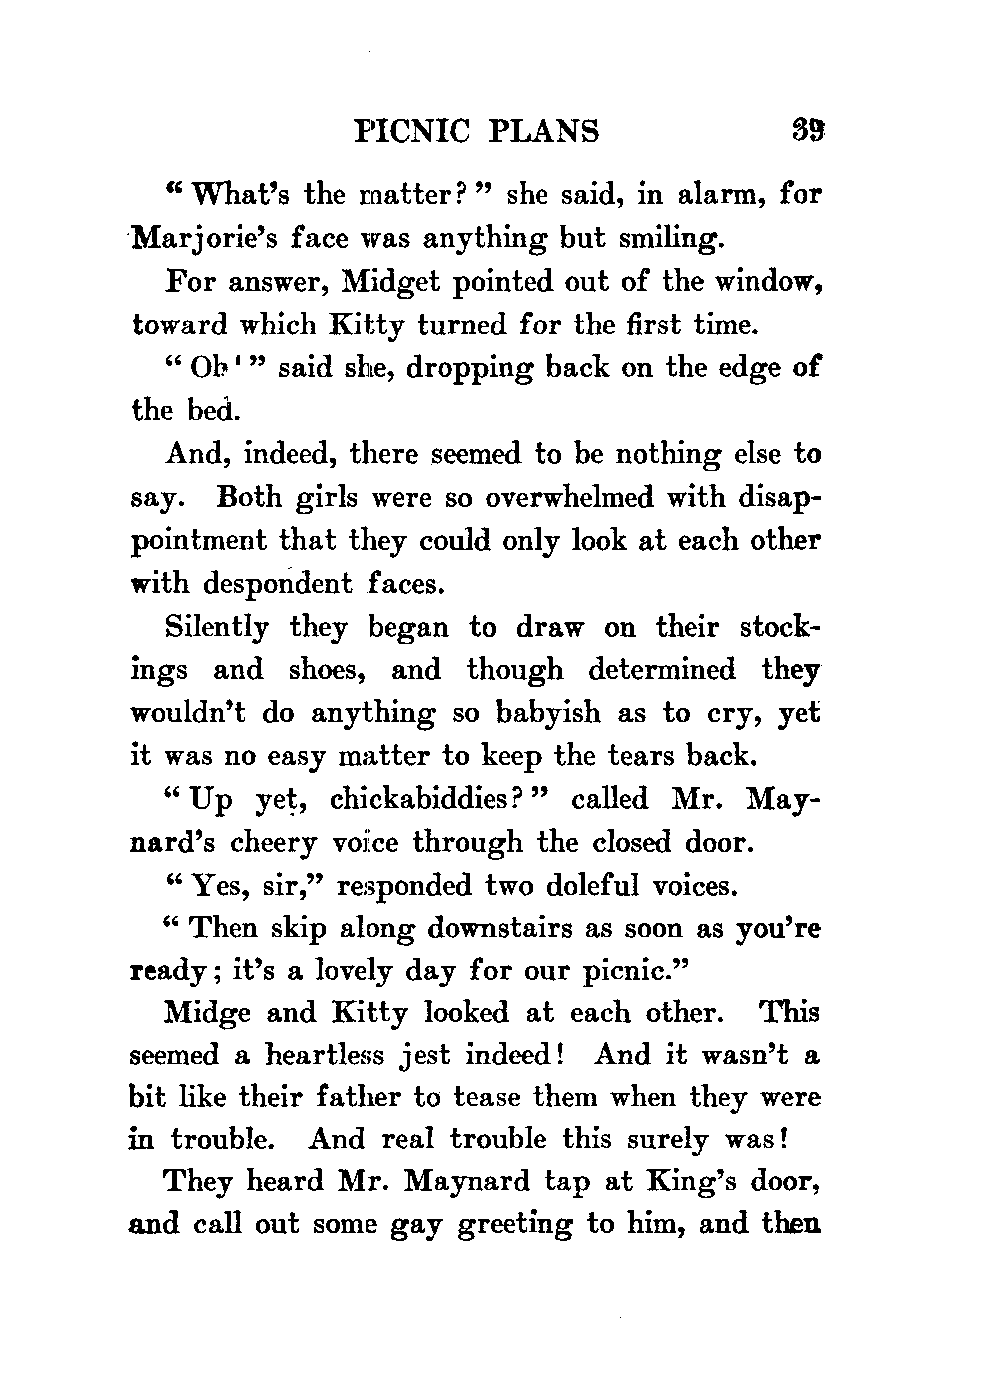 PICNIC PLANS 39
" What's the matter? " she said, in alarm, for
Marjorie's face was anything but smiling.
For answer, Midget pointed out of the window,
toward which Kitty turned for the first time.
" Oh! " said she, dropping back on the edge of
the bed.
And, indeed, there seemed to be nothing else to
say. Both girls were so overwhelmed with disap-
pointment that they could only look at each other
with despondent faces.
Silently they began to draw on their stock-
ings and shoes, and though determined they
wouldn't do anything so babyish as to cry, yet
it was no easy matter to keep the tears back.
" Up yet, chickabiddies? " called Mr. May-
nard's cheery voice through the closed door.
" Yes, sir," responded two doleful voices.
" Then skip along downstairs as soon as you're
ready; it's a lovely day for our picnic."
Midge and Kitty looked at each other. This
seemed a heartless jest indeed! And it wasn't a
bit like their father to tease them when they were
in trouble. And real trouble this surely was!
They heard Mr. Maynard tap at King's door,
and call out some gay greeting to him, and then